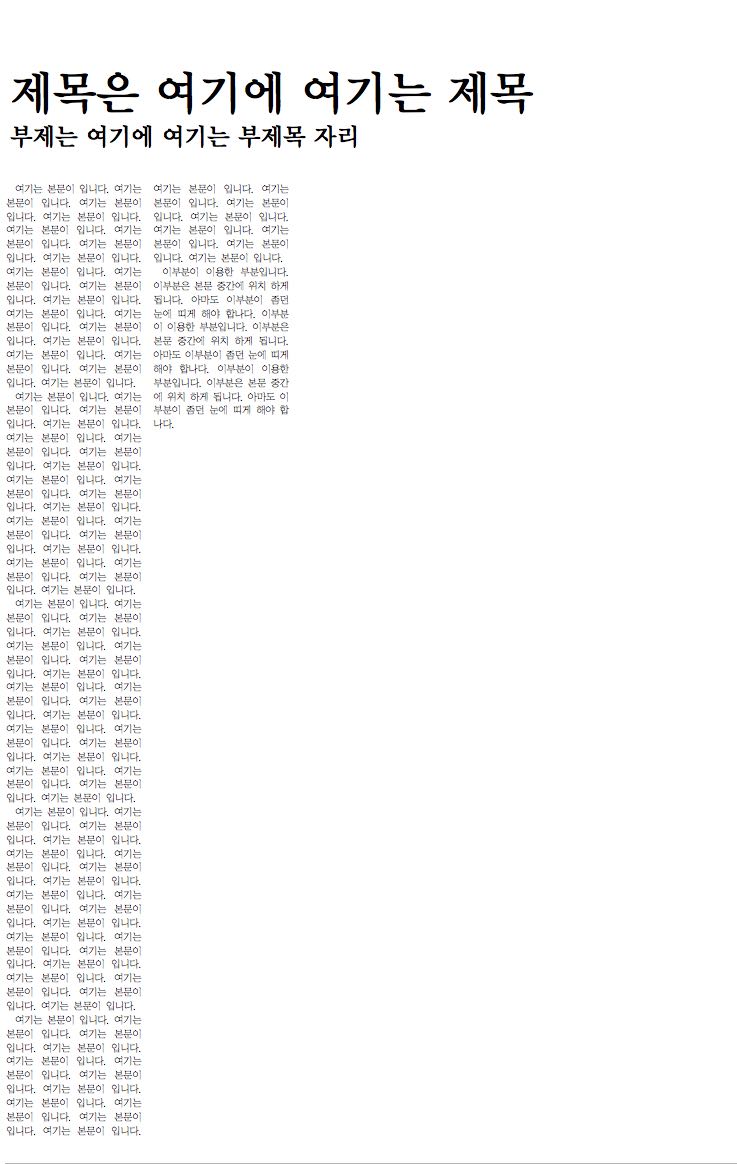 제목은 여기에 여기는 제목
부제는 여기에 여기는 부제목 자리
여기는 본문이 입니다. 여기는
본문이 입니다. 여기는 본문이
입니다. 여기는 본문이 입니다.
여기는 본문이 입니다. 여기는
본문이 입니다. 여기는 본문이
입니다. 여기는 본문이 입니다.
여기는 본문이 입니다. 여기는
본문이 입니다. 여기는 본문이
입니다. 여기는 본문이 입니다.
여기는 본문이 입니다. 여기는
본문이 입니다. 여기는 본문이
입니다. 여기는 본문이 입니다.
여기는 본문이 입니다. 여기는
본문이 입니다. 여기는 본문이
입니다. 여기는 본문이 입니다.
여기는 본문이 입니다. 여기는
본문이 입니다. 여기는 본문이
입니다. 여기는 본문이 입니다.
여기는 본문이 입니다. 여기는
본문이 입니다. 여기는 본문이
입니다. 여기는 본문이 입니다.
여기는 본문이 입니다. 여기는
본문이 입니다. 여기는 본문이
입니다. 여기는 본문이 입니다.
여기는 본문이 입니다. 여기는
본문이 입니다. 여기는 본문이
입니다. 여기는 본문이 입니다.
여기는 본문이 입니다. 여기는
본문이 입니다. 여기는 본문이
입니다. 여기는 본문이 입니다.
여기는 본문이 입니다. 여기는
본문이 입니다. 여기는 본문이
입니다. 여기는 본문이 입니다.
여기는 본문이 입니다. 여기는
본문이 입니다. 여기는 본문이
입니다. 여기는 본문이 입니다.
여기는 본문이 입니다. 여기는
본문이 입니다. 여기는 본문이
입니다. 여기는 본문이 입니다.
여기는 본문이 입니다. 여기는
본문이 입니다. 여기는 본문이
입니다. 여기는 본문이 입니다.
여기는 본문이 입니다. 여기는
본문이 입니다. 여기는 본문이
입니다. 여기는 본문이 입니다.
여기는 본문이 입니다. 여기는
본문이 입니다. 여기는 본문이
입니다. 여기는 본문이 입니다.
여기는 본문이 입니다. 여기는
본문이 입니다. 여기는 본문이
입니다. 여기는 본문이 입니다.
여기는 본문이 입니다. 여기는
본문이 입니다. 여기는 본문이
입니다. 여기는 본문이 입니다.
여기는 본문이 입니다. 여기는
본문이 입니다. 여기는 본문이
입니다. 여기는 본문이 입니다.
여기는 본문이 입니다. 여기는
본문이 입니다. 여기는 본문이
입니다. 여기는 본문이 입니다.
여기는 본문이 입니다. 여기는
본문이 입니다. 여기는 본문이
입니다. 여기는 본문이 입니다.
여기는 본문이 입니다. 여기는
본문이 입니다. 여기는 본문이
입니다. 여기는 본문이 입니다.
여기는 본문이 입니다. 여기는
본문이 입니다. 여기는 본문이
입니다. 여기는 본문이 입니다.
여기는 본문이 입니다. 여기는
본문이 입니다. 여기는 본문이
입니다. 여기는 본문이 입니다.
여기는 본문이 입니다. 여기는
본문이 입니다. 여기는 본문이
입니다. 여기는 본문이 입니다.
이부분이 이용한 부분입니다.
이부분은 본문 중간에 위치 하게
됩니다. 아마도 이부분이 좀던
눈에 띠게 해야 합나다. 이부분
이 이용한 부분입니다. 이부분은
본문 중간에 위치 하게 됩니다.
아마도 이부분이 좀던 눈에 띠게
해야 합나다. 이부분이 이용한
부분입니다. 이부분은 본문 중간
에 위치 하게 됩니다. 아마도 이
부분이 좀던 눈에 띠게 해야 합
나다.